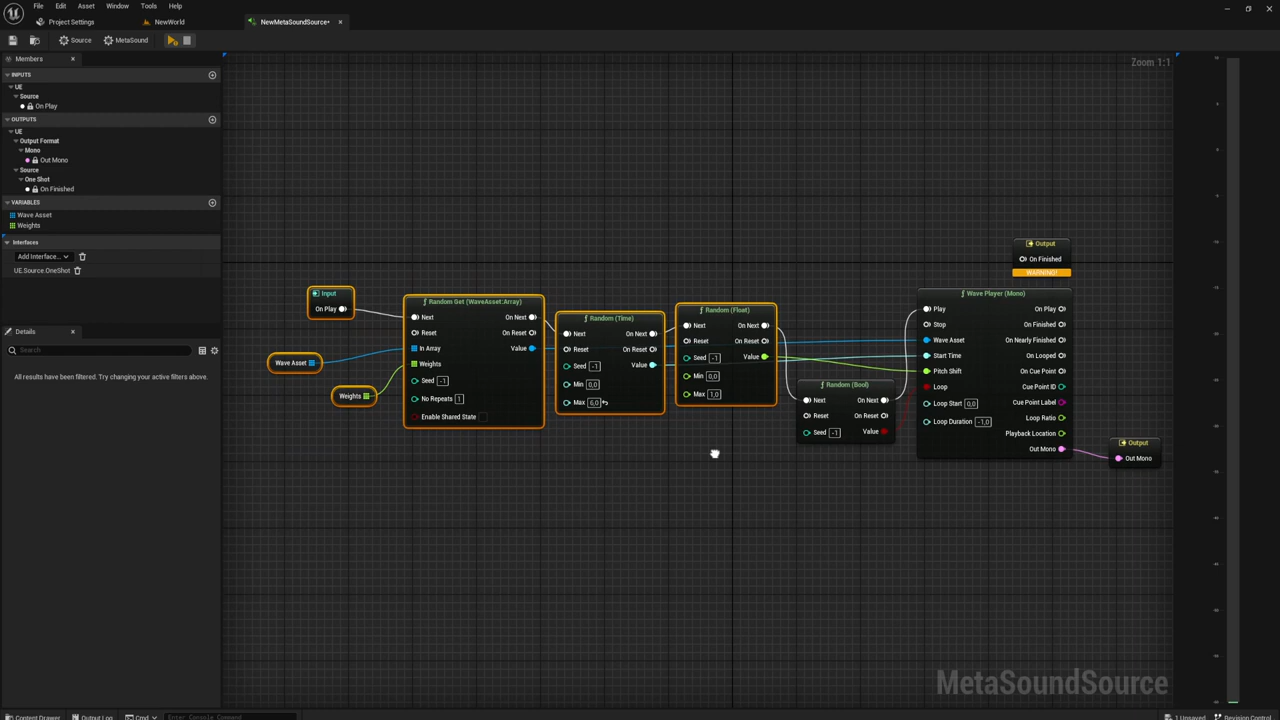 File Edit Asset Window Tools Help
Project Settings NewWorld NewMetaSoundSource•
Source MetaSound
Members
INPUTS
UE
Source
On Play
OUTPUTS
UE
Output Format
Mono
Out Mono
Source
One Shot
On Finished
VARIABLES
Wave Asset
Weights
Interfaces
Add Interface...
UE.Source.OneShot
Details
Search
All results have been filtered. Try changing your active filters above.
Zoom 1:1
Input
On Play
Wave Asset
Weights
Random Get (WaveAsset:Array)
Next On Next
Reset On Reset
In Array Value
Weights
Seed -1
No Repeats 1
Enable Shared State
Random (Time)
Next On Next
Reset On Reset
Seed -1 Value
Min 0,0
Max 6,0
Random (Float)
Next On Next
Reset On Reset
Seed -1 Value
Min 0,0
Max 1,0
Random (Bool)
Next On Next
Reset On Reset
Seed -1 Value
Output
On Finished
WARNING!
Wave Player (Mono)
Play On Play
Stop On Finished
Wave Asset On Nearly Finished
Start Time On Looped
Pitch Shift On Cue Point
Loop Cue Point ID
Loop Start 0,0 Cue Point Label
Loop Duration -1,0 Loop Ratio
Playback Location
Out Mono
Output
Out Mono
MetaSoundSource
Content Drawer Output Log Cmd Enter Console Command 1 Unsaved Revision Control